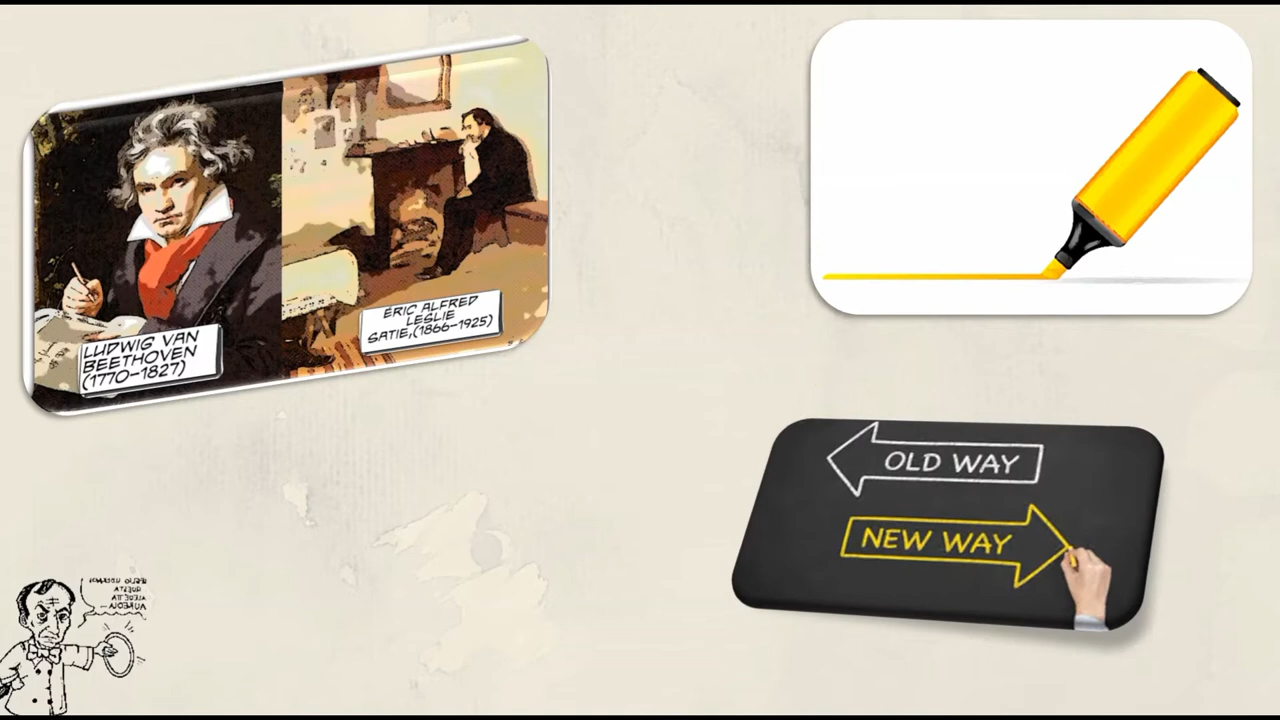 LUDWIG VAN
BEETHOVEN
(1770-1827)
ERIC ALFRED
LESLIE
SATIE,(1866-1925)
OLD WAY
NEW WAY